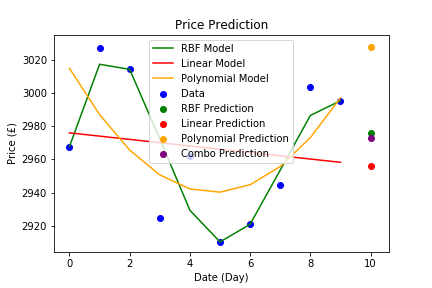 Price Prediction
Price (£)
3020
3000
2980
2960
2940
2920
RBF Model
Linear Model
Polynomial Model
Data
RBF Prediction
Linear Prediction
Polynomial Prediction
Combo Prediction
0
2
4
6
8
10
Date (Day)